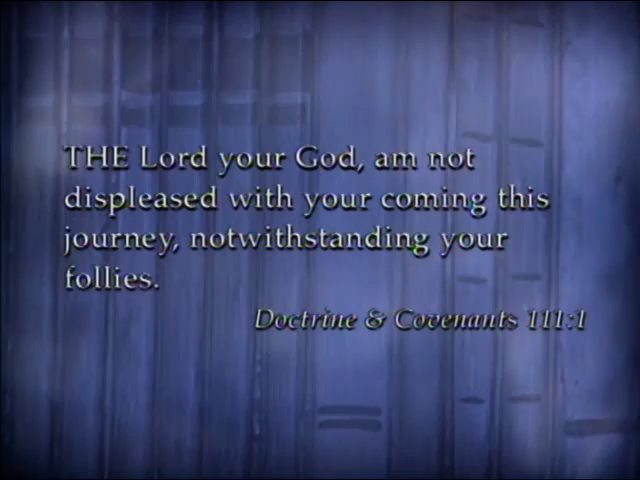 THE Lord your God, am not
displeased with your coming this
journey, notwithstanding your
follies.
Doctrine & Covenants 111:1